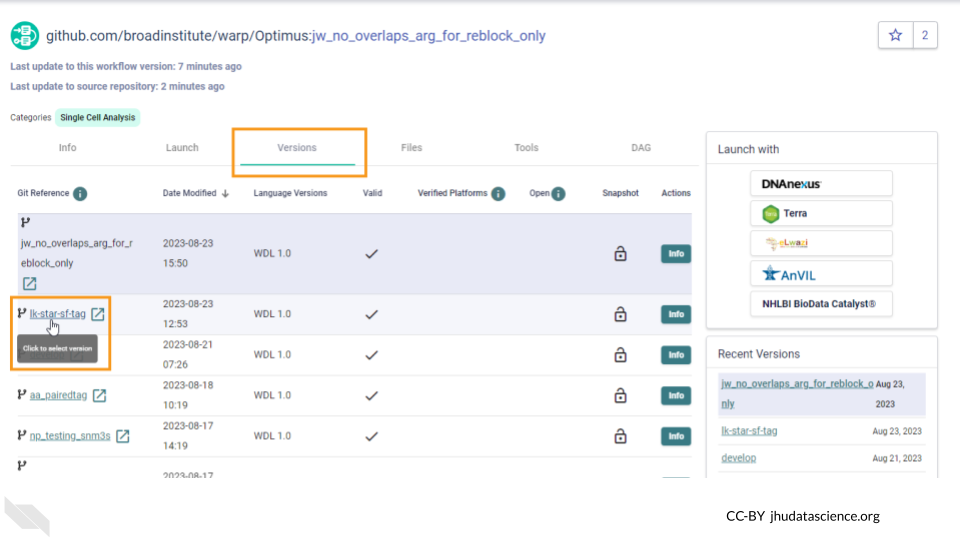 github.com/broadinstitute/warp/Optimus:jw_no_overlaps_arg_for_reblock_only
2
Last update to this workflow version: 7 minutes ago
Last update to source repository: 2 minutes ago
Categories Single Cell Analysis
Info Launch Versions Files Tools DAG
Git Reference Date Modified Language Versions Valid Verified Platforms Open Snapshot Actions
jw_no_overlaps_arg_for_r
eblock_only
2023-08-23
15:50
WDL 1.0
Info
lk-star-sf-tag
2023-08-23
12:53
WDL 1.0
Info
Click to select version
2023-08-21
07:26
WDL 1.0
Info
aa_pairedtag
2023-08-18
10:19
WDL 1.0
Info
np_testing_snm3s
2023-08-17
14:19
WDL 1.0
Info
2023-08-17
Launch with
DNAnexus
Terra
eLwazi
AnVIL
NHLBI BioData Catalyst®
Recent Versions
jw_no_overlaps_arg_for_reblock_o Aug 23,
nly 2023
lk-star-sf-tag Aug 23, 2023
develop Aug 21, 2023
CC-BY jhudatascience.org